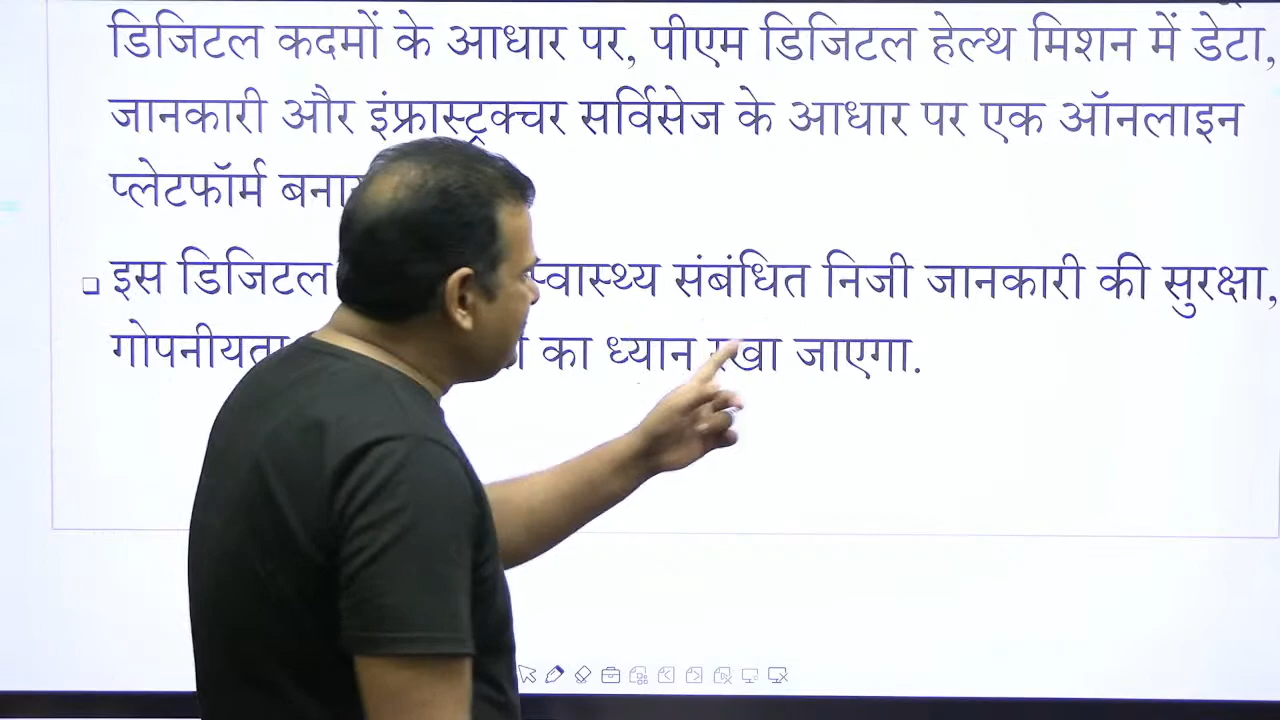 डिजिटल कदमों के आधार पर, पीएम डिजिटल हेल्थ मिशन में डेटा,
जानकारी और इंफ्रास्ट्रक्चर सर्विसेज के आधार पर एक ऑनलाइन
प्लेटफॉर्म
इस डिजिटल स्वास्थ्य संबंधित निजी जानकारी की सुरक्षा,
गोपनीयता का ध्यान रखा जाएगा.